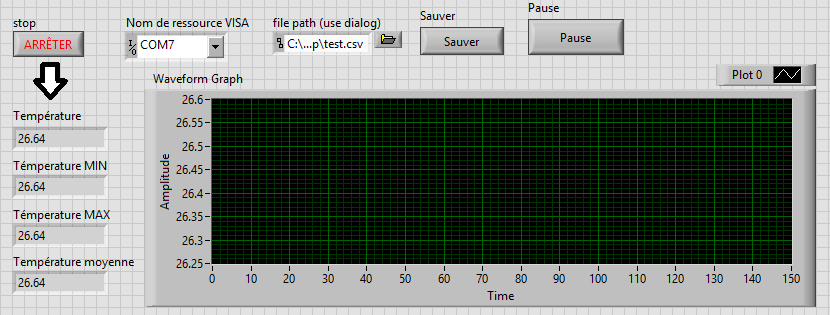 stop
ARRÊTER
Nom de ressource VISA
I/O
COM7
file path (use dialog)
C:\...p\test.csv
Sauver
Sauver
Pause
Pause
Température
26.64
Témperature MIN
26.64
Témperature MAX
26.64
Température moyenne
26.64
Waveform Graph
Plot 0
26.6
26.55
26.5
26.45
26.4
26.35
26.3
26.25
Amplitude
0 10 20 30 40 50 60 70 80 90 100 110 120 130 140 150
Time